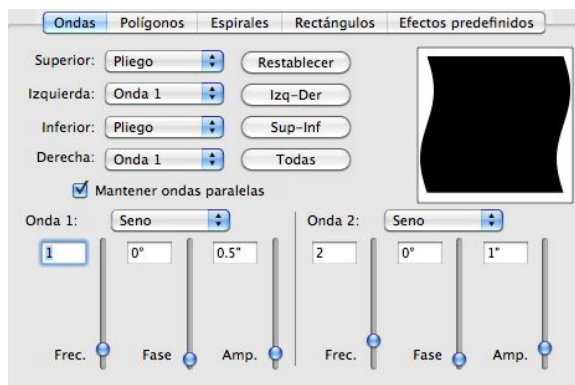 Ondas Polígonos Espirales Rectángulos Efectos predefinidos
Superior: Pliego Restablecer
Izquierda: Onda 1 Izq-Der
Inferior: Pliego Sup-Inf
Derecha: Onda 1 Todas
Mantener ondas paralelas
Onda 1: Seno Onda 2: Seno
1 0° 0.5" 2 0° 1"
Frec. Fase Amp. Frec. Fase Amp.